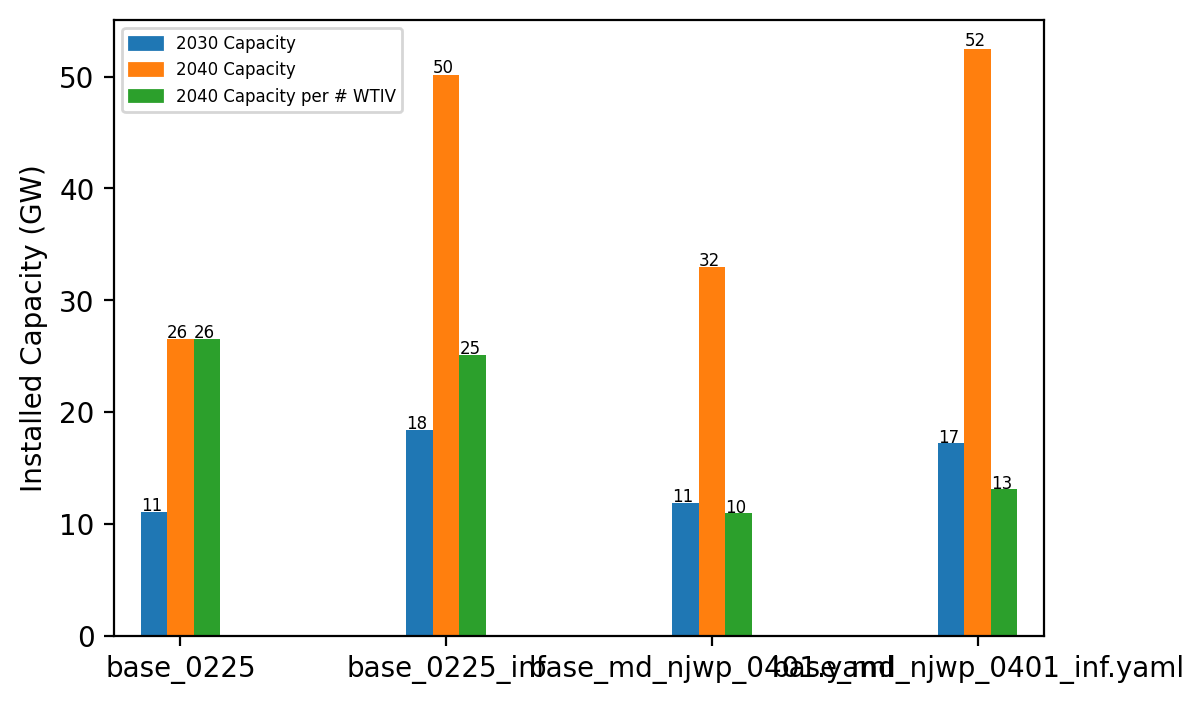 2030 Capacity
2040 Capacity
2040 Capacity per # WTIV
Installed Capacity (GW)
50
40
30
20
10
0
11
26
26
18
50
25
11
32
10
17
52
13
base_0225
base_0225_inf
base_md_njwp_0401.yaml
base_md_njwp_0401_inf.yaml